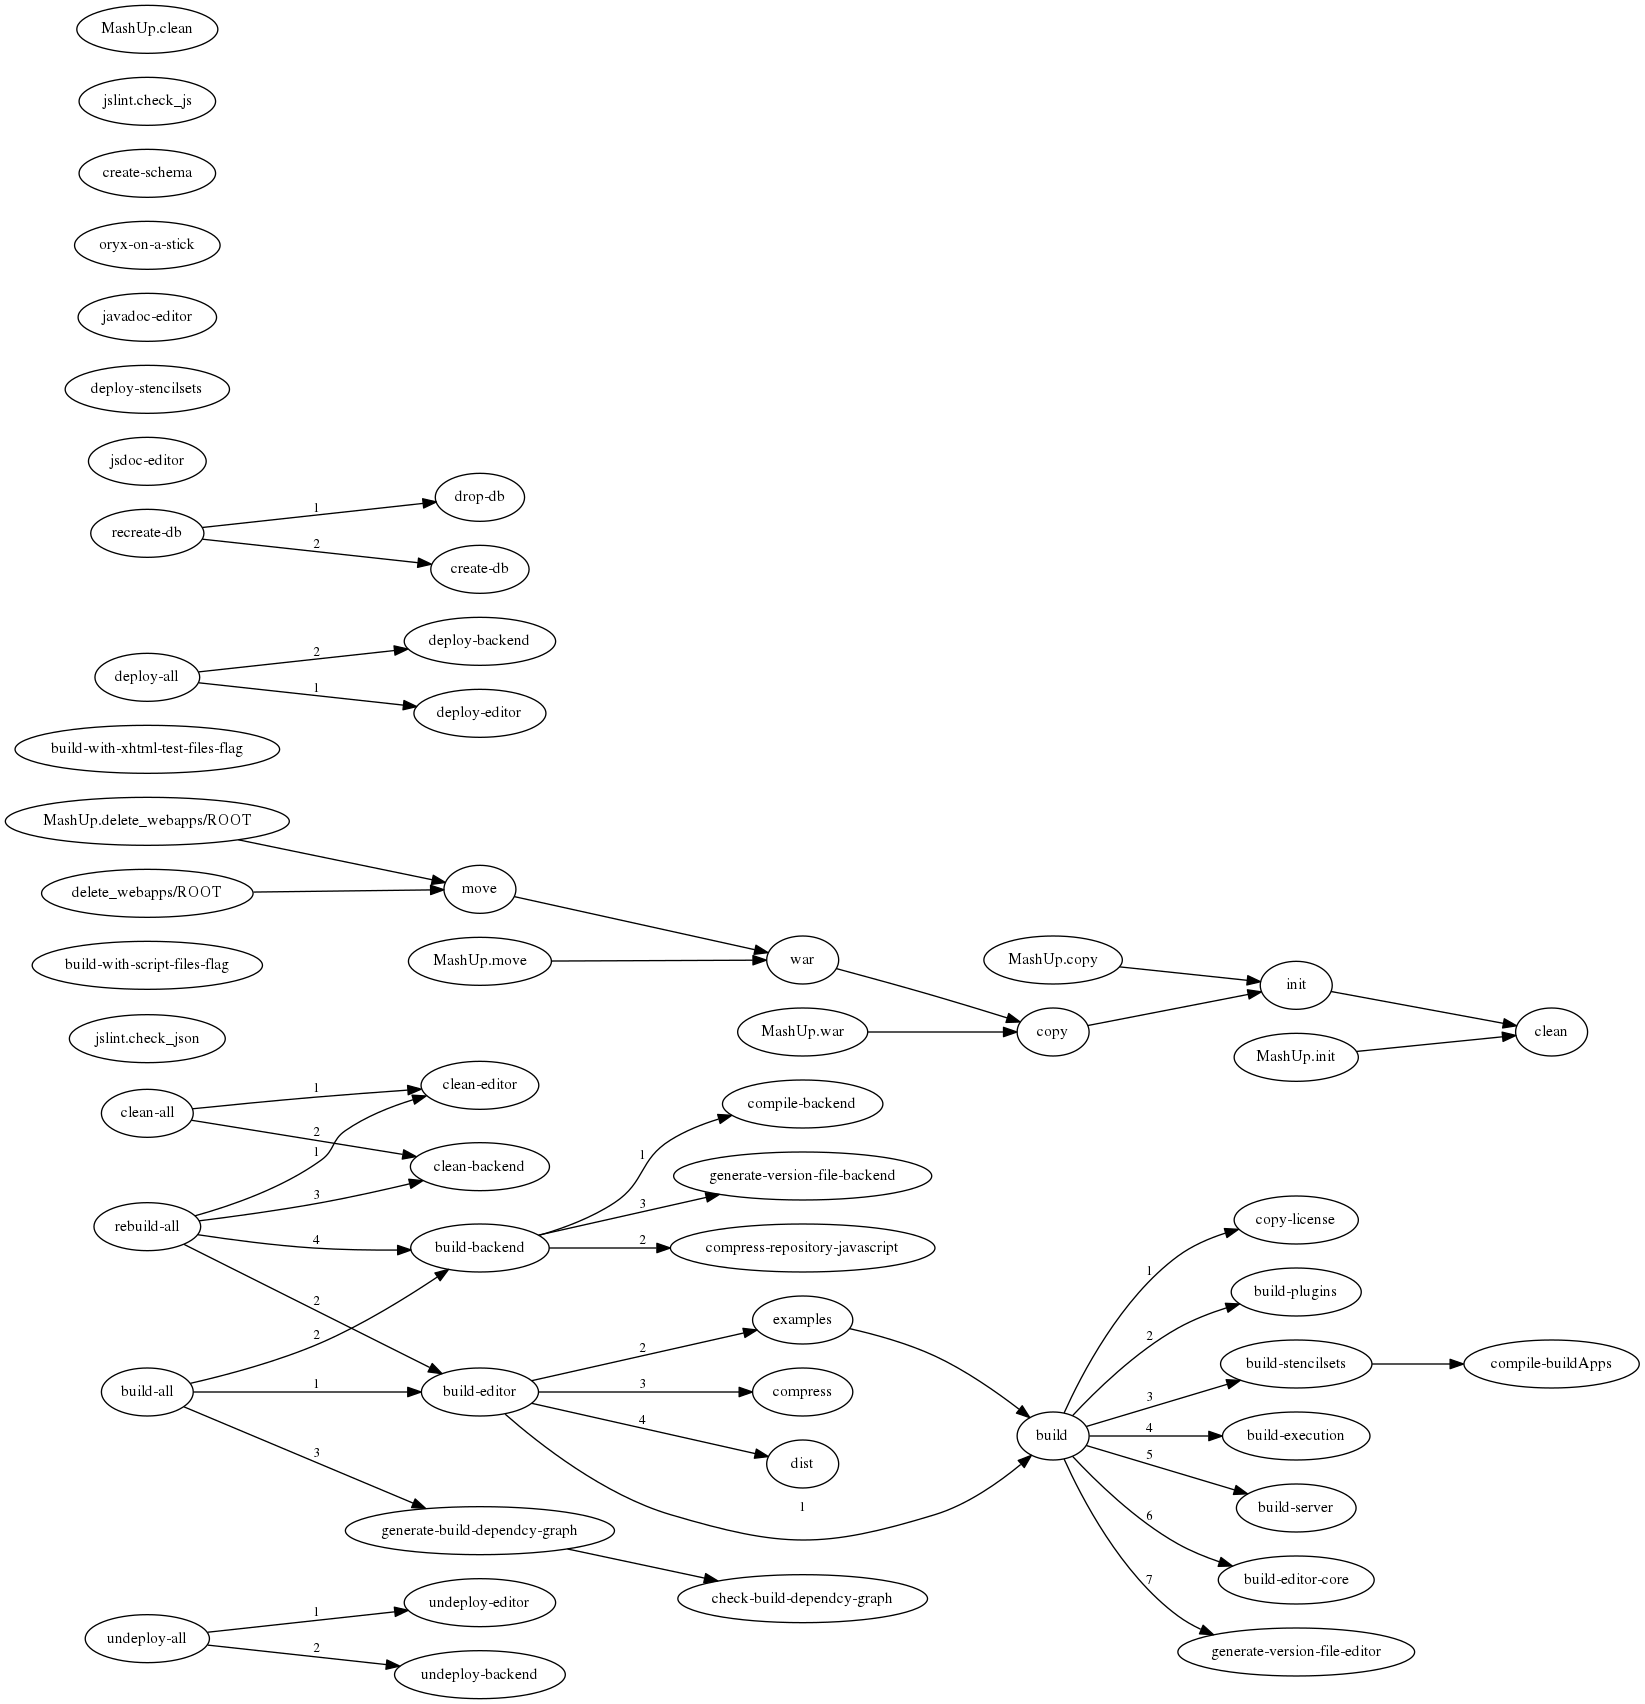 MashUp.clean
jslint.check_js
create-schema
oryx-on-a-stick
javadoc-editor
deploy-stencilsets
jsdoc-editor
recreate-db
1
2
drop-db
create-db
deploy-all
2
1
deploy-backend
deploy-editor
build-with-xhtml-test-files-flag
MashUp.delete_webapps/ROOT
delete_webapps/ROOT
move
build-with-script-files-flag
MashUp.move
war
MashUp.copy
init
jslint.check_json
MashUp.war
copy
MashUp.init
clean
clean-all
1
2
clean-editor
clean-backend
rebuild-all
1
3
4
2
build-backend
1
3
2
compile-backend
generate-version-file-backend
compress-repository-javascript
build-all
2
1
3
build-editor
2
3
4
1
examples
compress
dist
build
1
2
3
4
5
6
7
copy-license
build-plugins
build-stencilsets
compile-buildApps
build-execution
build-server
build-editor-core
generate-version-file-editor
generate-build-dependcy-graph
check-build-dependcy-graph
undeploy-all
1
2
undeploy-editor
undeploy-backend